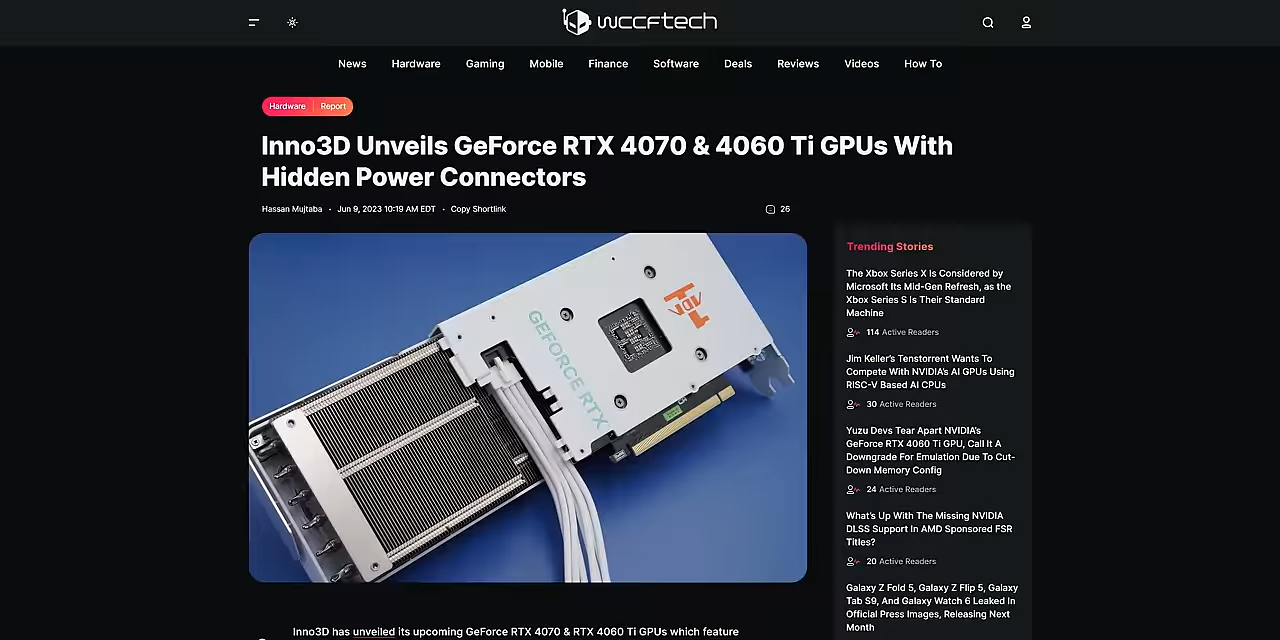 wccftech
News Hardware Gaming Mobile Finance Software Deals Reviews Videos How To
Hardware Report
Inno3D Unveils GeForce RTX 4070 & 4060 Ti GPUs With
Hidden Power Connectors
Hassan Mujtaba • Jun 9, 2023 10:19 AM EDT • Copy Shortlink
26
GEFORCE RTX
Trending Stories
The Xbox Series X Is Considered by
Microsoft Its Mid-Gen Refresh, as the
Xbox Series S Is Their Standard
Machine
114 Active Readers
Jim Keller's Tenstorrent Wants To
Compete With NVIDIA's AI GPUs Using
RISC-V Based AI CPUs
30 Active Readers
Yuzu Devs Tear Apart NVIDIA's
GeForce RTX 4060 Ti GPU, Call It A
Downgrade For Emulation Due To Cut-
Down Memory Config
24 Active Readers
What's Up With The Missing NVIDIA
DLSS Support In AMD Sponsored FSR
Titles?
20 Active Readers
Galaxy Z Fold 5, Galaxy Z Flip 5, Galaxy
Tab S9, And Galaxy Watch 6 Leaked In
Official Press Images, Releasing Next
Month
Inno3D has unveiled its upcoming GeForce RTX 4070 & RTX 4060 Ti GPUs which feature